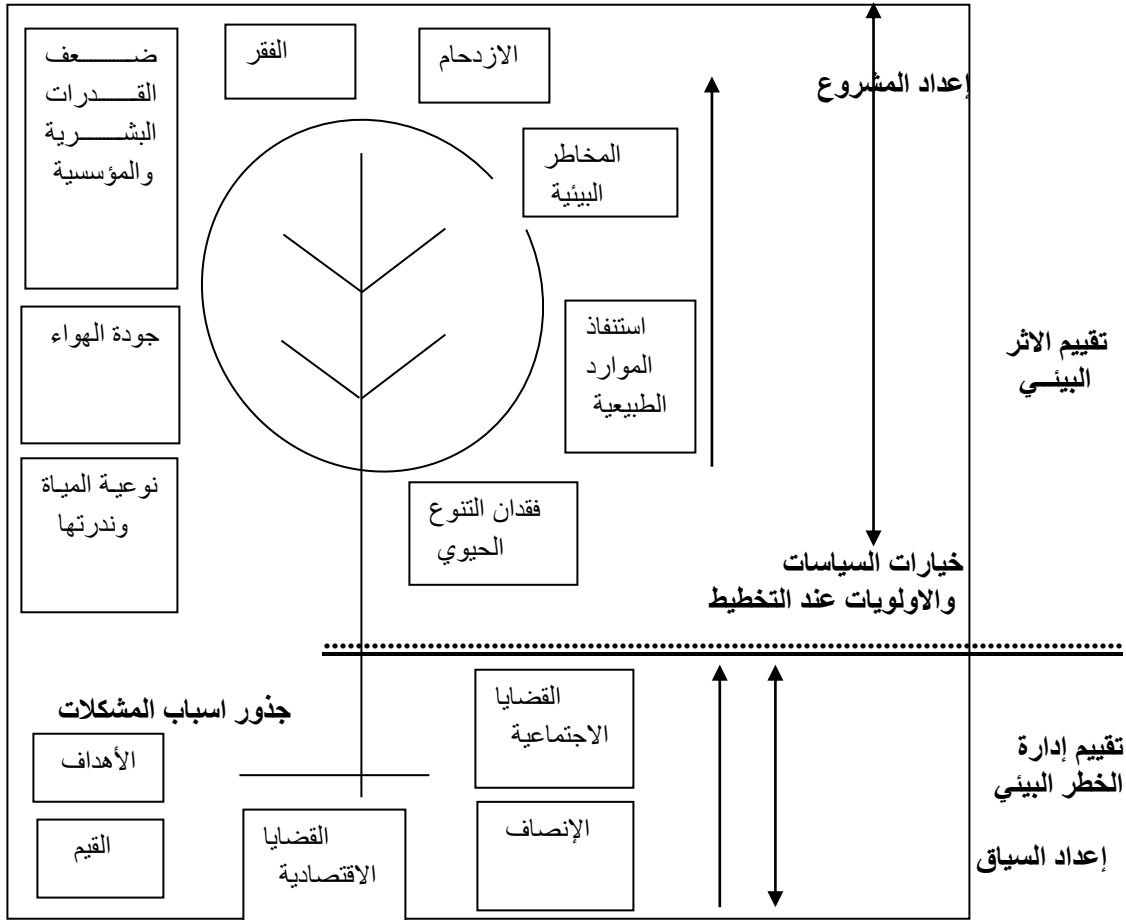 ضعف
القدرات
البشرية
والمؤسسية
الفقر
الازدحام
إعداد المشروع
المخاطر
البيئية
جودة الهواء
استنفاذ
الموارد
الطبيعية
تقييم الاثر
البيئي
نوعية المياة
وندرتها
فقدان التنوع
الحيوي
خيارات السياسات
والاولويات عند التخطيط
جذور اسباب المشكلات
القضايا
الاجتماعية
الأهداف
تقييم إدارة
الخطر البيئي
القيم
القضايا
الاقتصادية
الإنصاف
إعداد السياق